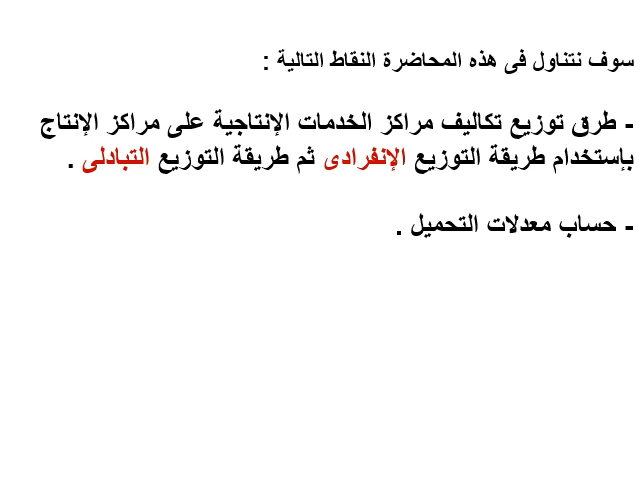 سوف نتناول فى هذه المحاضرة النقاط التالية :
- طرق توزيع تكاليف مراكز الخدمات الإنتاجية على مراكز الإنتاج
بإستخدام طريقة التوزيع الإنفرادى ثم طريقة التوزيع التبادلى .
- حساب معدلات التحميل .